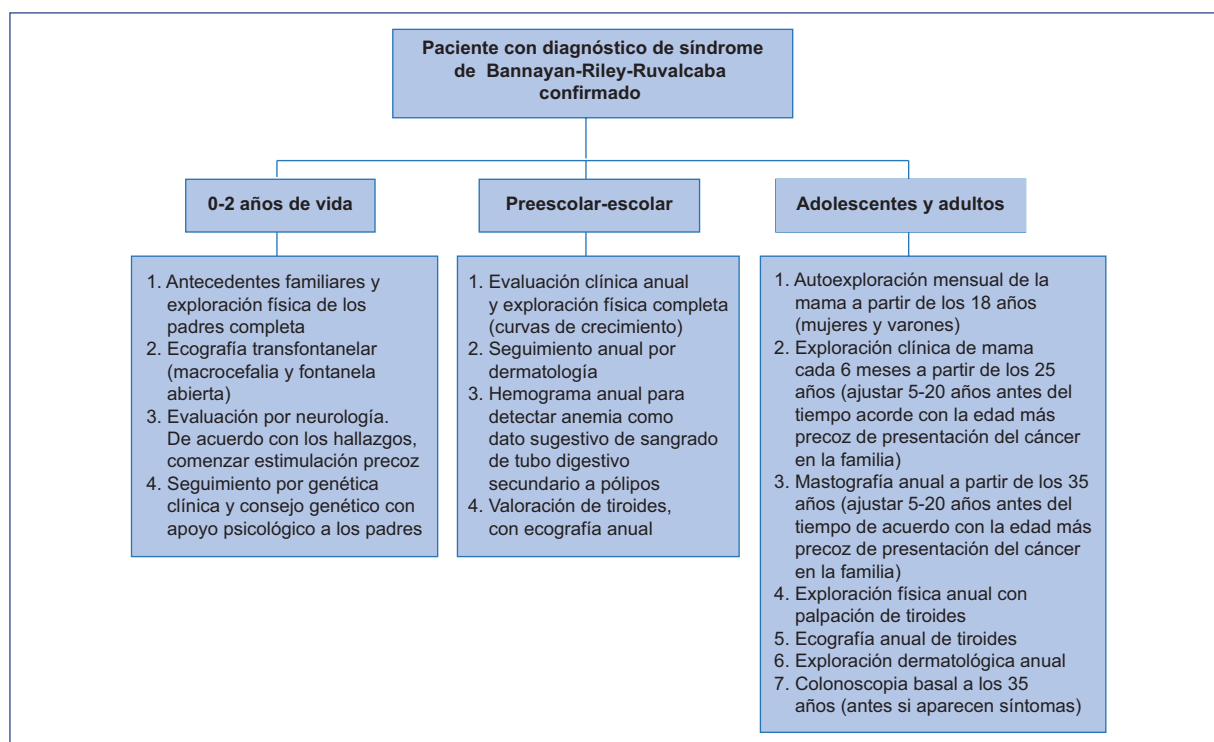 Paciente con diagnóstico de síndrome
de Bannayan-Riley-Ruvalcaba
confirmado
0-2 años de vida
1. Antecedentes familiares y
exploración física de los
padres completa
2. Ecografía transfontanelar
(macrocefalia y fontanela
abierta)
3. Evaluación por neurología.
De acuerdo con los hallazgos,
comenzar estimulación precoz
4. Seguimiento por genética
clínica y consejo genético con
apoyo psicológico a los padres
Preescolar-escolar
1. Evaluación clínica anual
y exploración física completa
(curvas de crecimiento)
2. Seguimiento anual por
dermatología
3. Hemograma anual para
detectar anemia como
dato sugestivo de sangrado
de tubo digestivo
secundario a pólipos
4. Valoración de tiroides,
con ecografía anual
Adolescentes y adultos
1. Autoexploración mensual de la
mama a partir de los 18 años
(mujeres y varones)
2. Exploración clínica de mama
cada 6 meses a partir de los 25
años (ajustar 5-20 años antes del
tiempo acorde con la edad más
precoz de presentación del cáncer
en la familia)
3. Mastografía anual a partir de los 35
años (ajustar 5-20 años antes del
tiempo de acuerdo con la edad más
precoz de presentación del cáncer
en la familia)
4. Exploración física anual con
palpación de tiroides
5. Ecografía anual de tiroides
6. Exploración dermatológica anual
7. Colonoscopia basal a los 35
años (antes si aparecen síntomas)